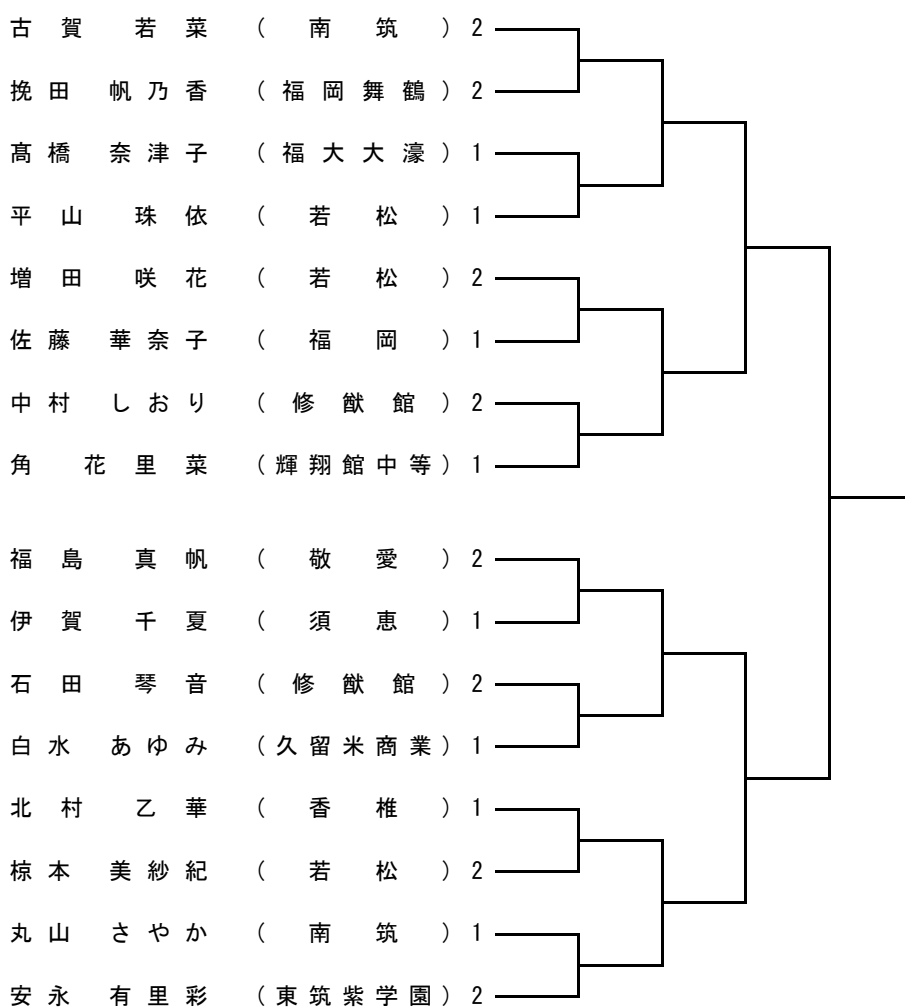 古賀 若菜 (南筑) 2
挽田 帆乃香 (福岡舞鶴) 2
髙橋 奈津子 (福大大濠) 1
平山 珠依 (若松) 1
増田 咲花 (若松) 2
佐藤 華奈子 (福岡) 1
中村 しおり (修猷館) 2
角 花里菜 (輝翔館中等) 1
福島 真帆 (敬愛) 2
伊賀 千夏 (須恵) 1
石田 琴音 (修猷館) 2
白水 あゆみ (久留米商業) 1
北村 乙華 (香椎) 1
椋本 美紗紀 (若松) 2
丸山 さやか (南筑) 1
安永 有里彩 (東筑紫学園) 2